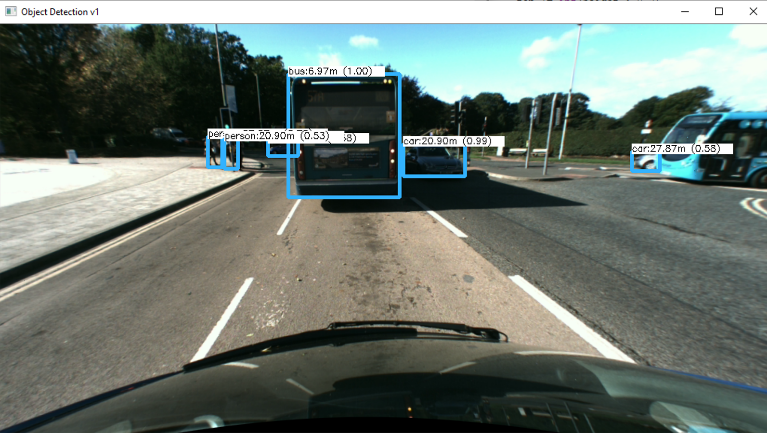 Object Detection v1
bus:6.97m (1.00)
person:20.90m (0.53)
car:20.90m (0.99)
car:27.87m (0.58)